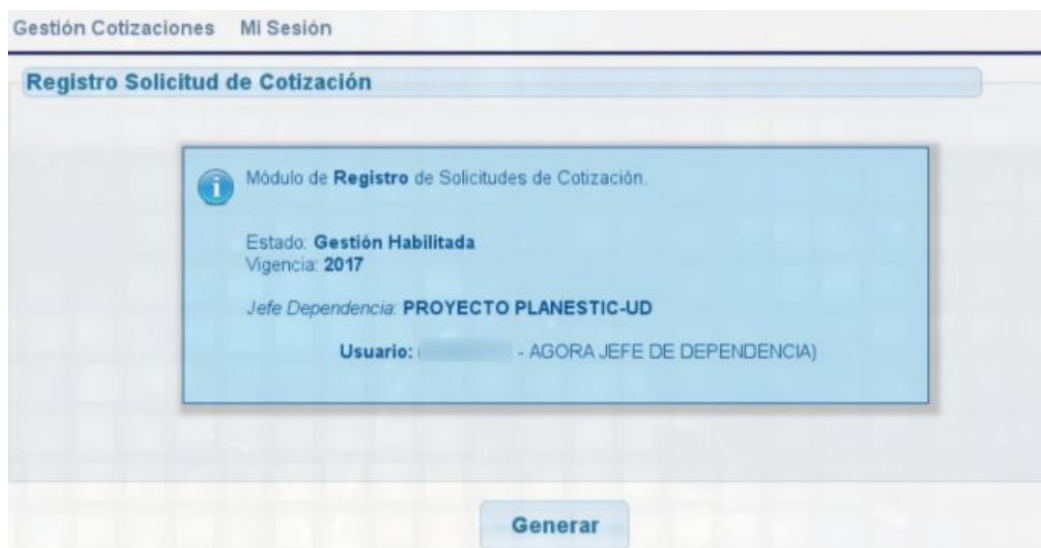 Gestión Cotizaciones Mi Sesión
Registro Solicitud de Cotización
Módulo de Registro de Solicitudes de Cotización.
Estado: Gestión Habilitada
Vigencia: 2017
Jefe Dependencia: PROYECTO PLANESTIC-UD
Usuario: ( - AGORA JEFE DE DEPENDENCIA)
Generar